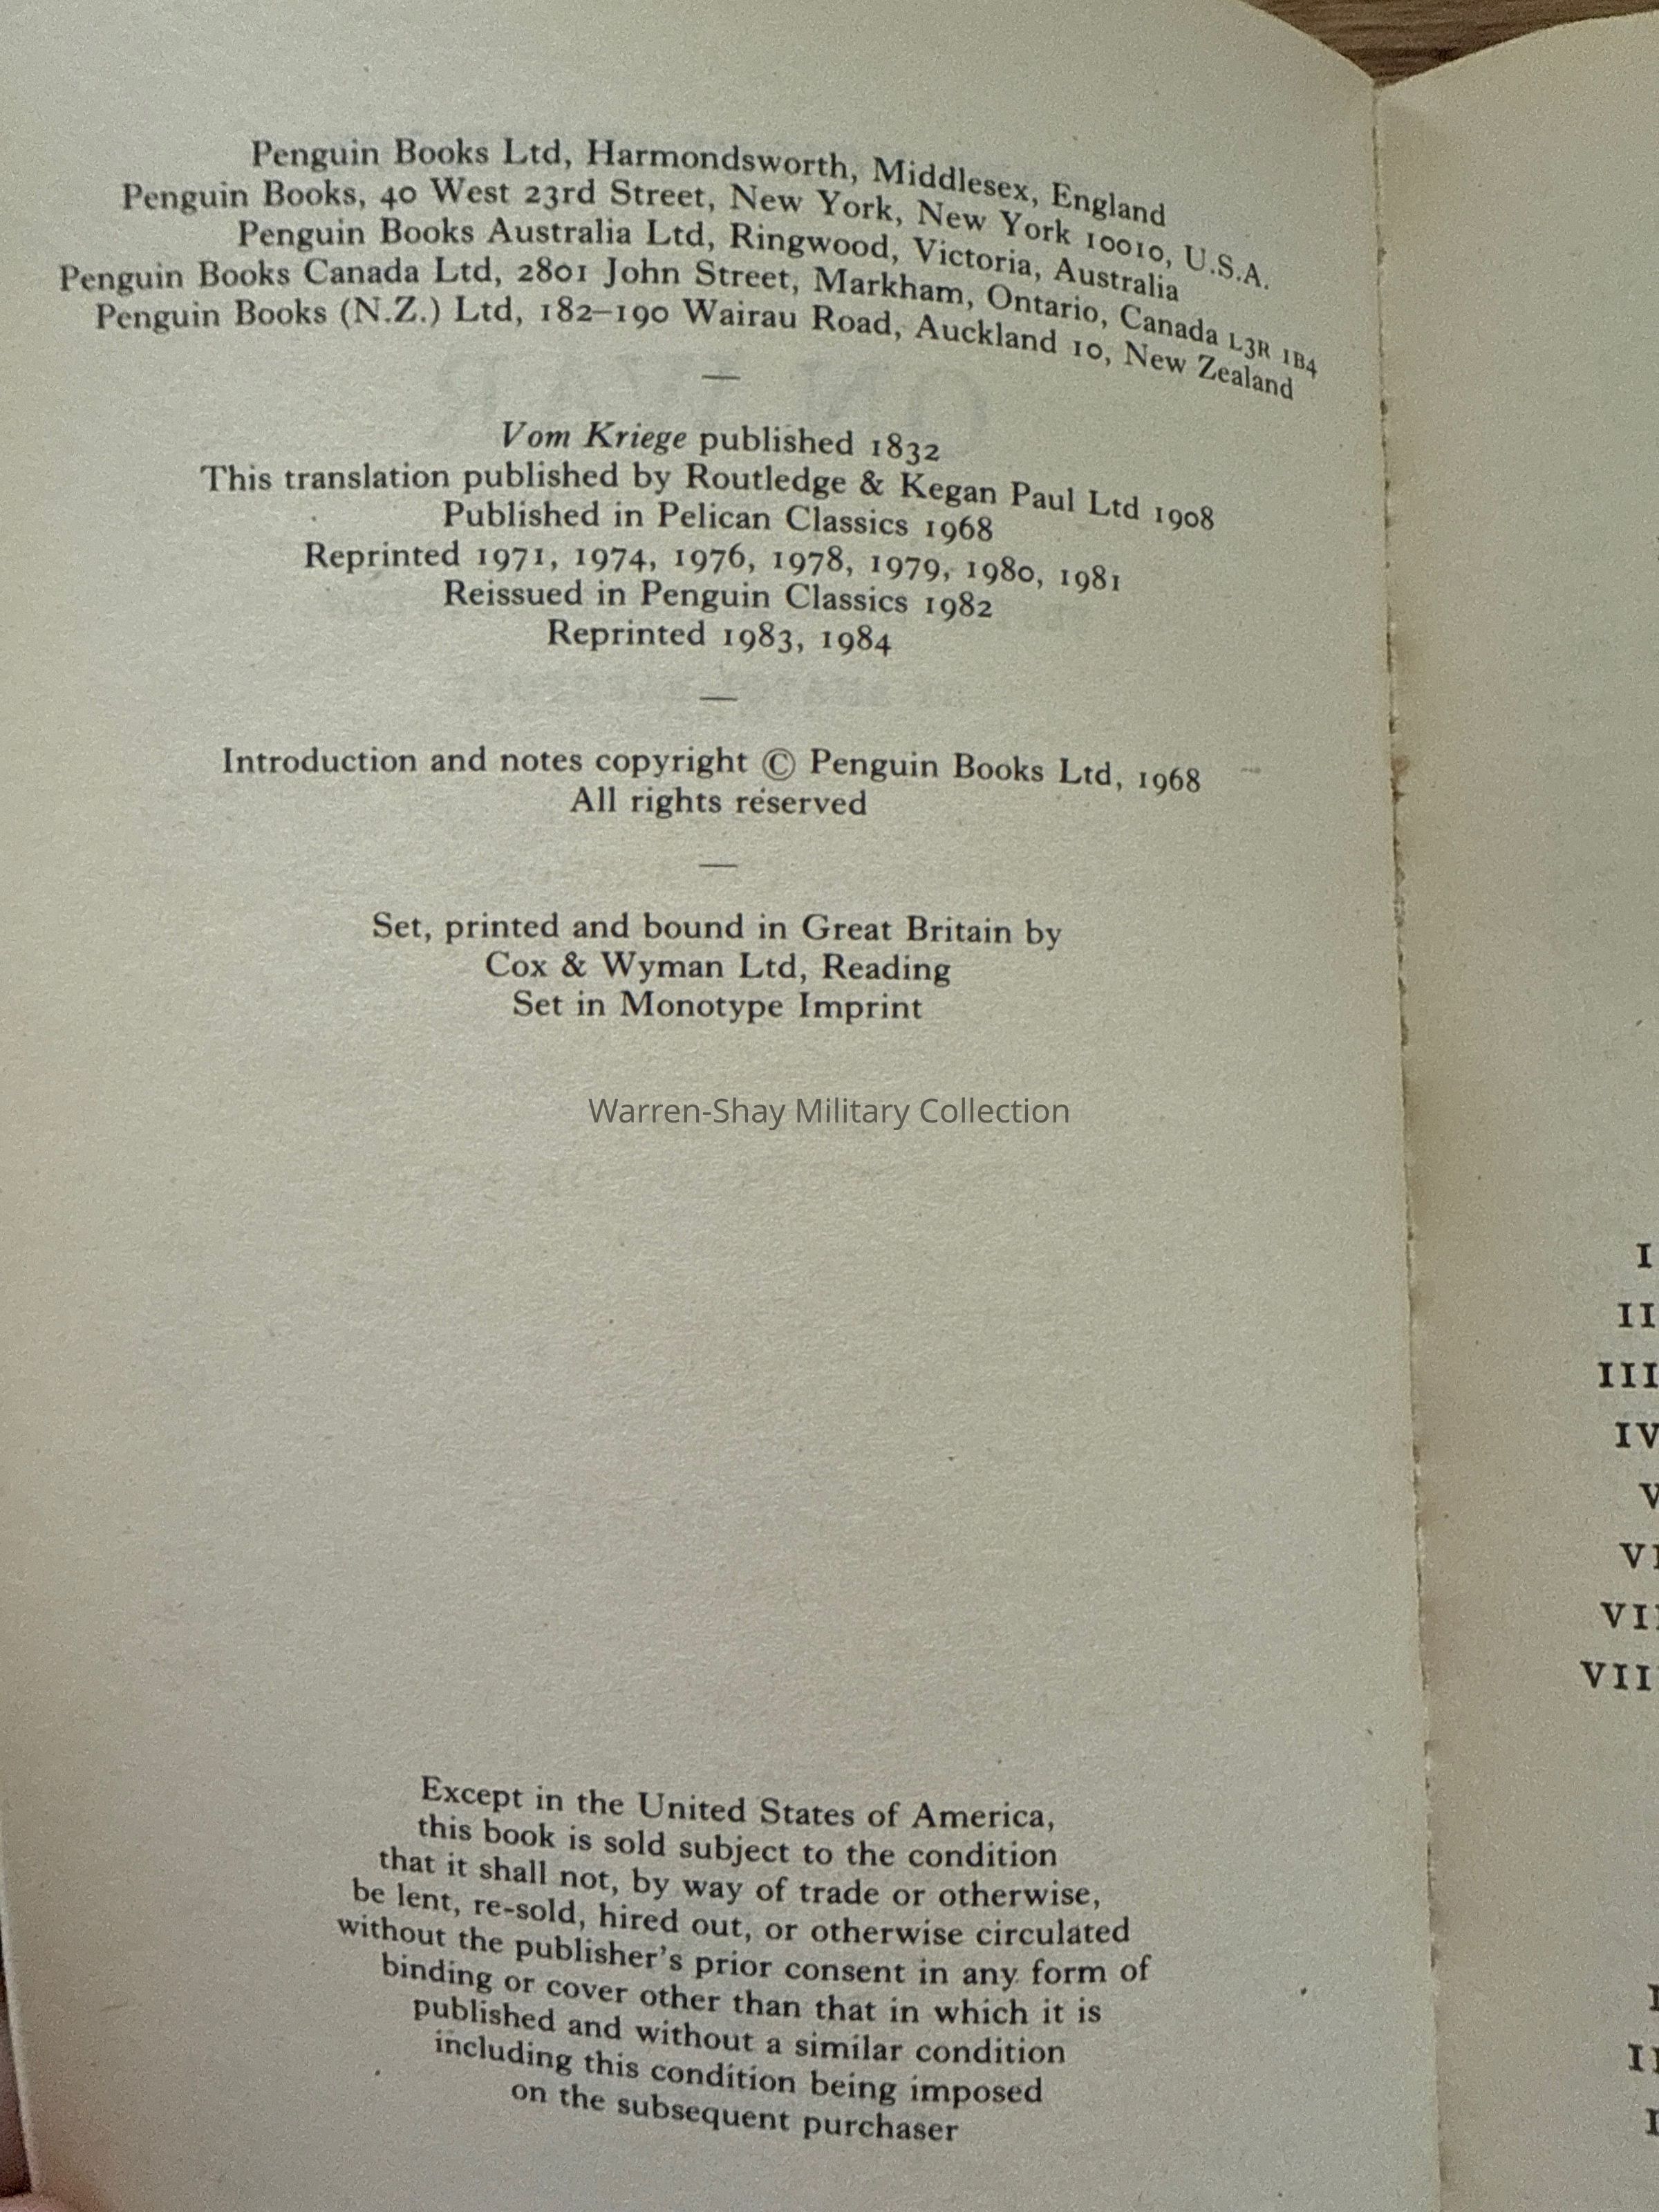 Penguin Books Ltd, Harmondsworth, Middlesex, England
Penguin Books, 40 West 23rd Street, New York, New York 10010, U.S.A.
Penguin Books Australia Ltd, Ringwood, Victoria, Australia
Penguin Books Canada Ltd, 2801 John Street, Markham, Ontario, Canada L3R 1B4
Penguin Books (N.Z.) Ltd, 182–190 Wairau Road, Auckland 10, New Zealand
—
Vom Kriege published 1832
This translation published by Routledge & Kegan Paul Ltd 1908
Published in Pelican Classics 1968
Reprinted 1971, 1974, 1976, 1978, 1979, 1980, 1981
Reissued in Penguin Classics 1982
Reprinted 1983, 1984
—
Introduction and notes copyright © Penguin Books Ltd, 1968
All rights reserved
—
Set, printed and bound in Great Britain by
Cox & Wyman Ltd, Reading
Set in Monotype Imprint
Warren-Shay Military Collection
Except in the United States of America,
this book is sold subject to the condition
that it shall not, by way of trade or otherwise,
be lent, re-sold, hired out, or otherwise circulated
without the publisher's prior consent in any form of
binding or cover other than that in which it is
published and without a similar condition
including this condition being imposed
on the subsequent purchaser
I
II
III
IV
V
VI
VII